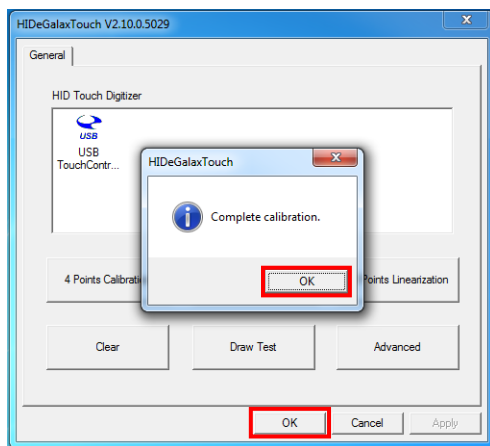 HIDeGalaxTouch V2.10.0.5029
General
HID Touch Digitizer
USB
USB
TouchContr...
HIDeGalaxTouch
Complete calibration.
OK
4 Points Calibrati
Points Linearization
Clear
Draw Test
Advanced
OK
Cancel
Apply